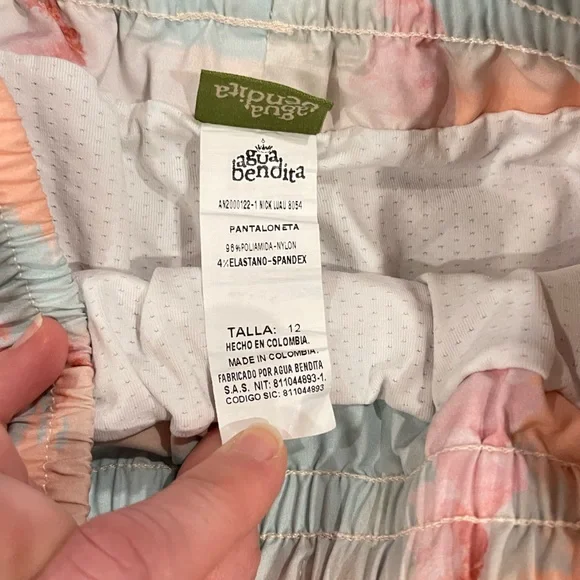 agua
bendita
agua
bendita
AN2000122-1 NICK LUAU 8054
PANTALONETA
96%POLIAMIDA-NYLON
4%ELASTANO-SPANDEX
TALLA: 12
HECHO EN COLOMBIA.
MADE IN COLOMBIA.
FABRICADO POR AGUA BENDITA
S.A.S. NIT: 811044893-1.
CODIGO SIC: 811044893